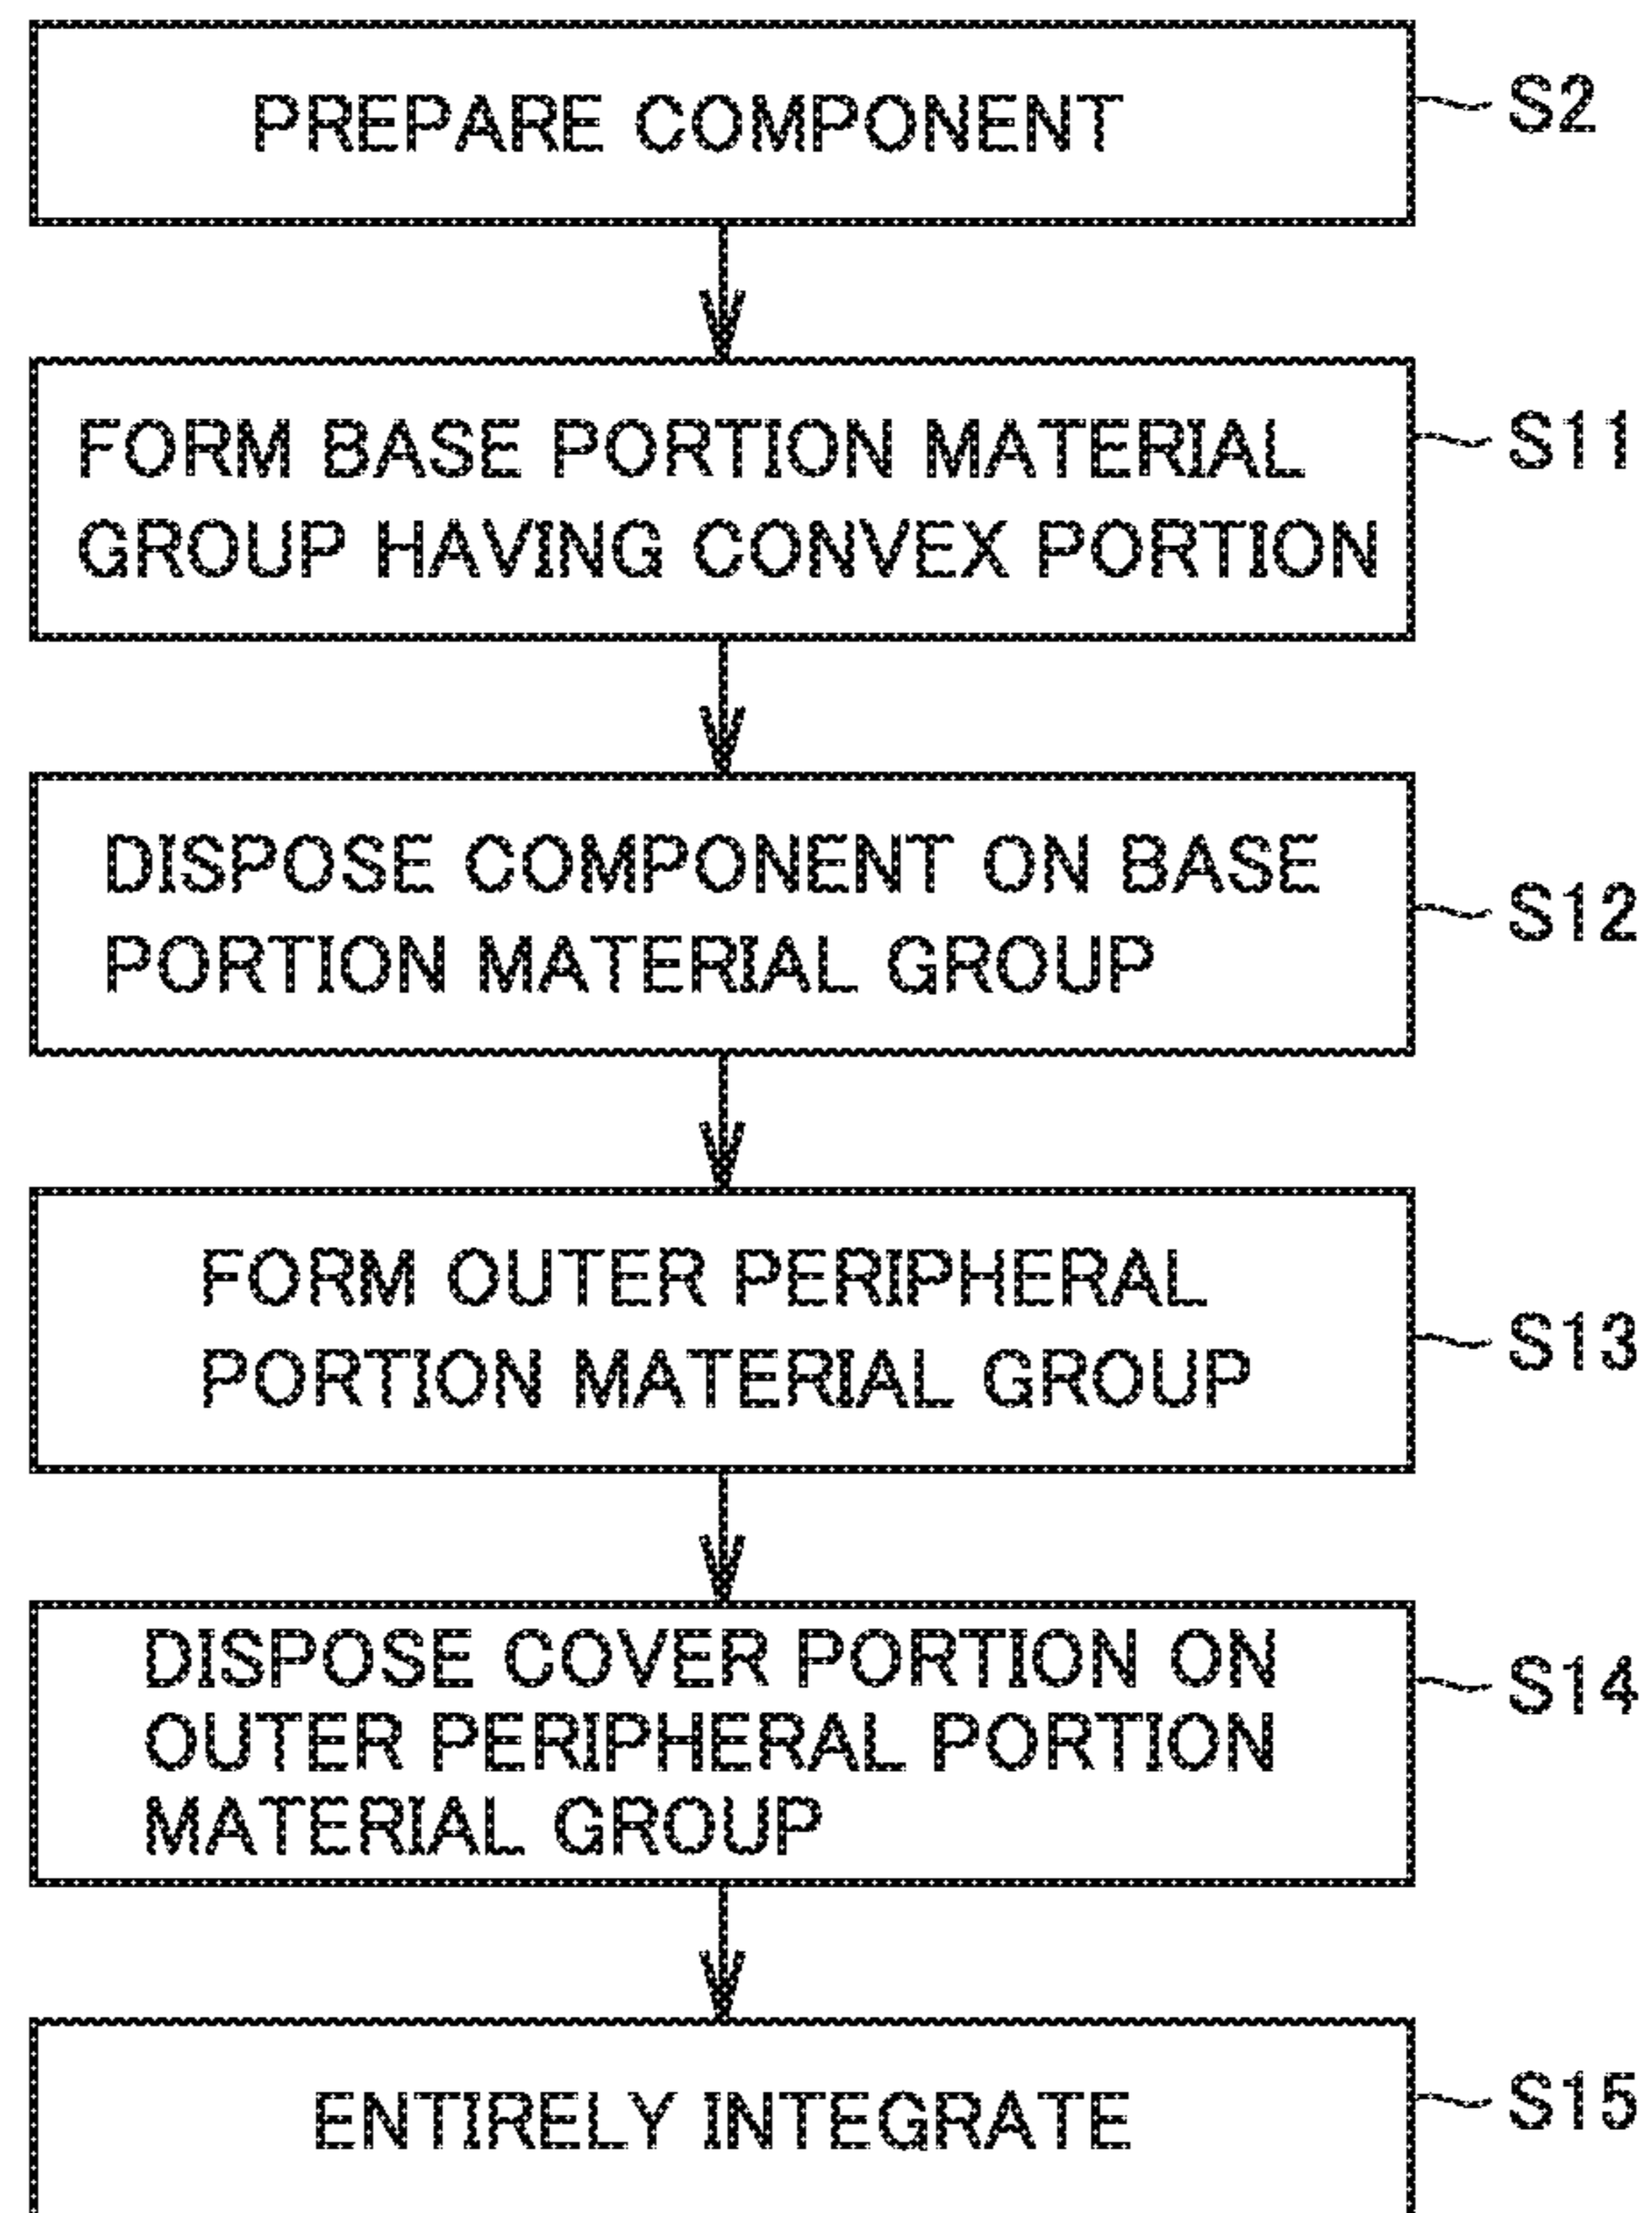 PREPARE COMPONENT
S2
FORM BASE PORTION MATERIAL
GROUP HAVING CONVEX PORTION
S11
DISPOSE COMPONENT ON BASE
PORTION MATERIAL GROUP
S12
FORM OUTER PERIPHERAL
PORTION MATERIAL GROUP
S13
DISPOSE COVER PORTION ON
OUTER PERIPHERAL PORTION
MATERIAL GROUP
S14
ENTIRELY INTEGRATE
S15